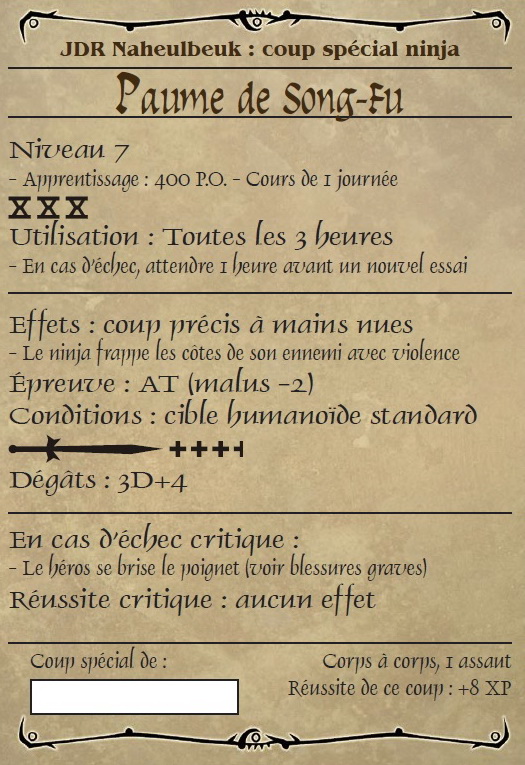 JDR Naheulbeuk : coup spécial ninja
Paume de Song-Fu
Niveau 7
- Apprentissage : 400 P.O. - Cours de 1 journée
Utilisation : Toutes les 3 heures
- En cas d'échec, attendre 1 heure avant un nouvel essai
Effets : coup précis à mains nues
- Le ninja frappe les côtes de son ennemi avec violence
Épreuve : AT (malus -2)
Conditions : cible humanoïde standard
Dégâts : 3D+4
En cas d'échec critique :
- Le héros se brise le poignet (voir blessures graves)
Réussite critique : aucun effet
Coup spécial de :
Corps à corps, 1 assaut
Réussite de ce coup : +8 XP